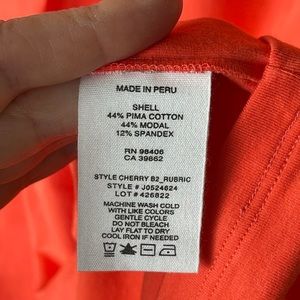 MADE IN PERU
SHELL
44% PIMA COTTON
44% MODAL
12% SPANDEX
RN 98406
CA 39862
STYLE CHERRY B2_RUBRIC
STYLE # J0524624
LOT # 426822
MACHINE WASH COLD
WITH LIKE COLORS
GENTLE CYCLE
DO NOT BLEACH
LAY FLAT TO DRY
COOL IRON IF NEEDED